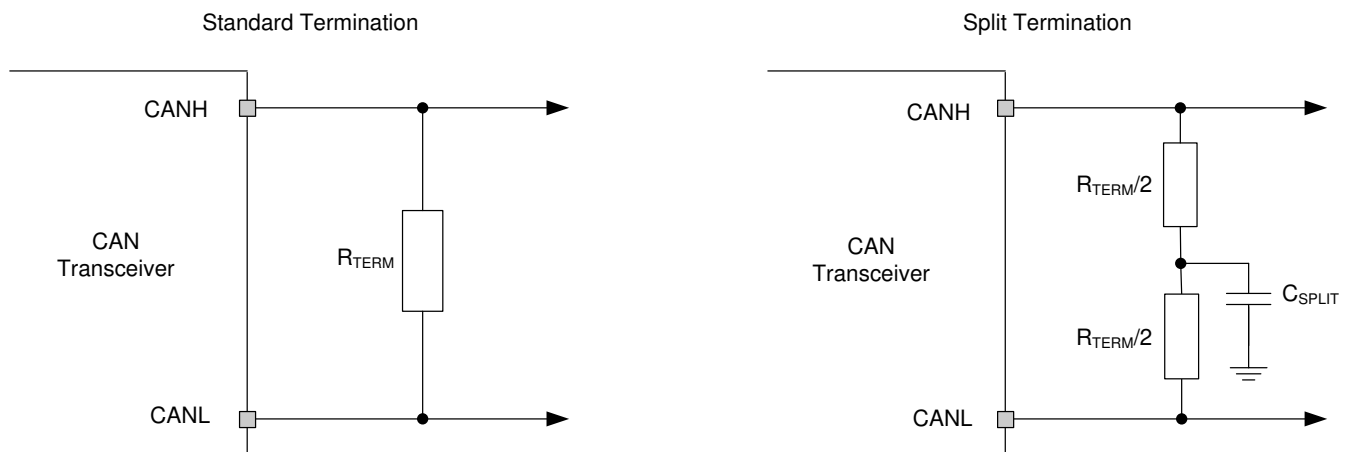 Standard Termination
CANH
CAN
Transceiver
RTERM
CANL
Split Termination
CANH
CAN
Transceiver
RTERM/2
CSPLIT
RTERM/2
CANL